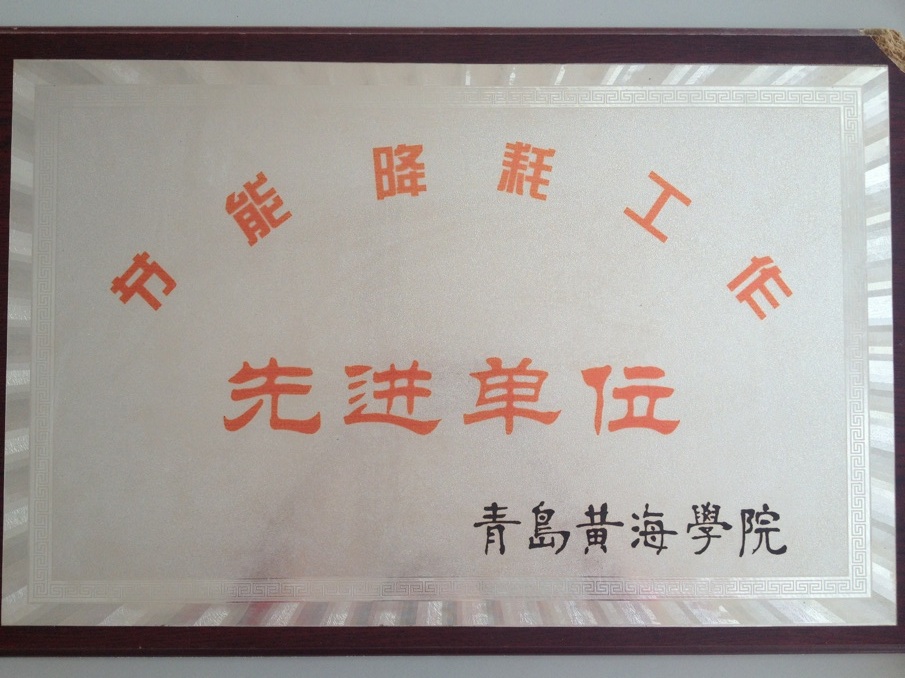 节能降耗工作
先进单位
青島黄海學院